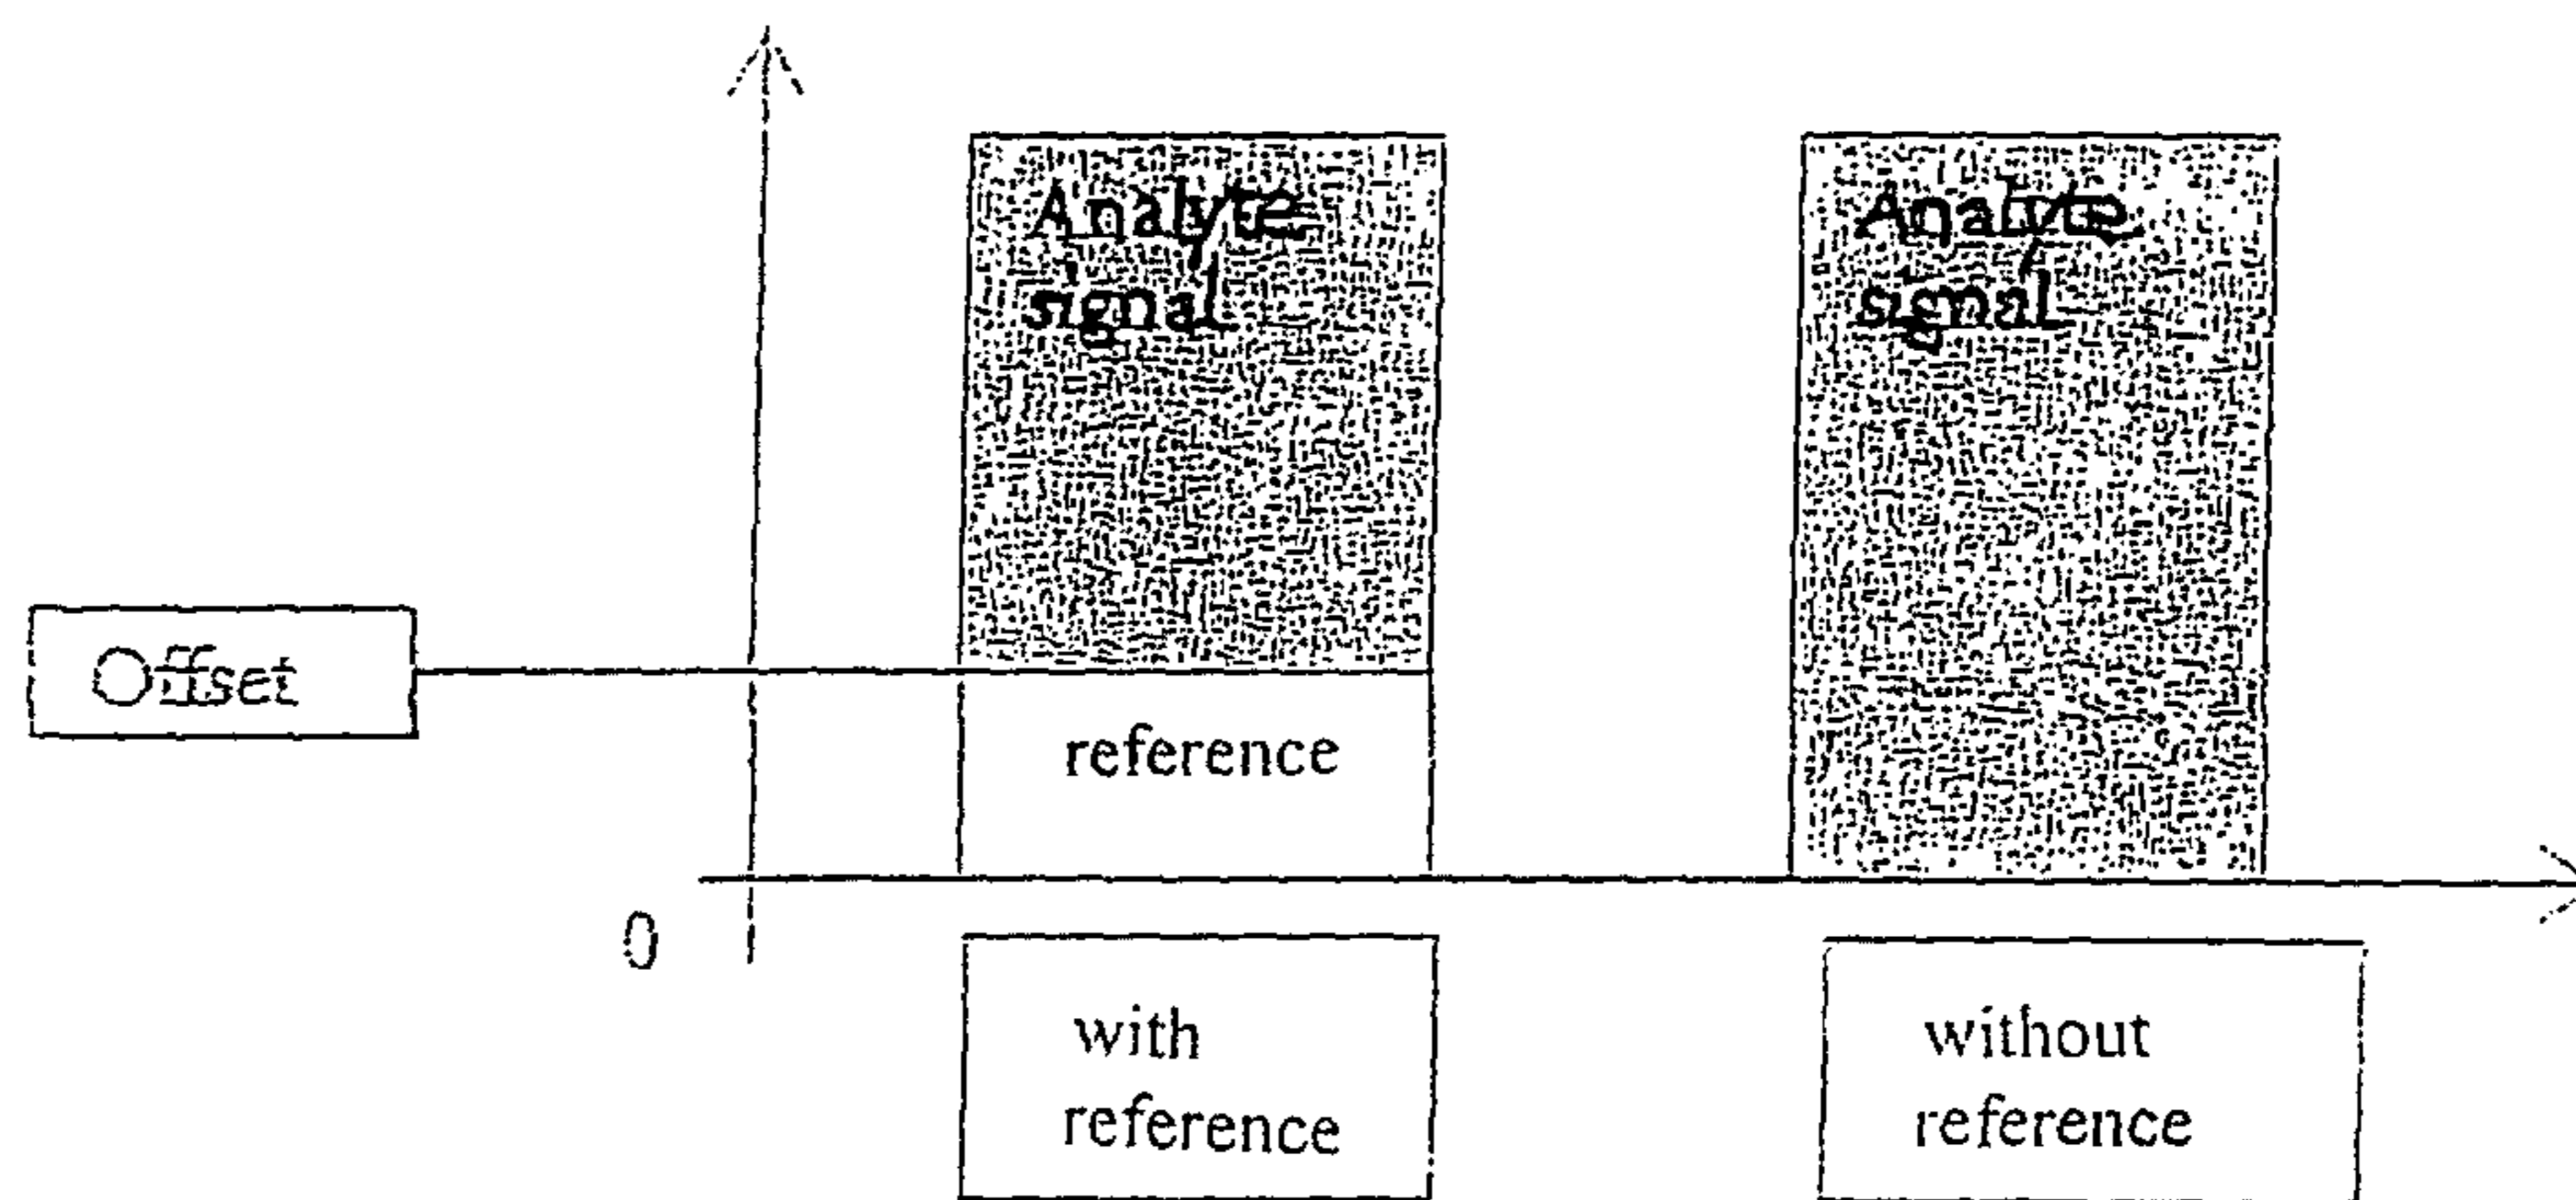 Analyte
signal
Analyte
signal
Offset
reference
0
with
reference
without
reference